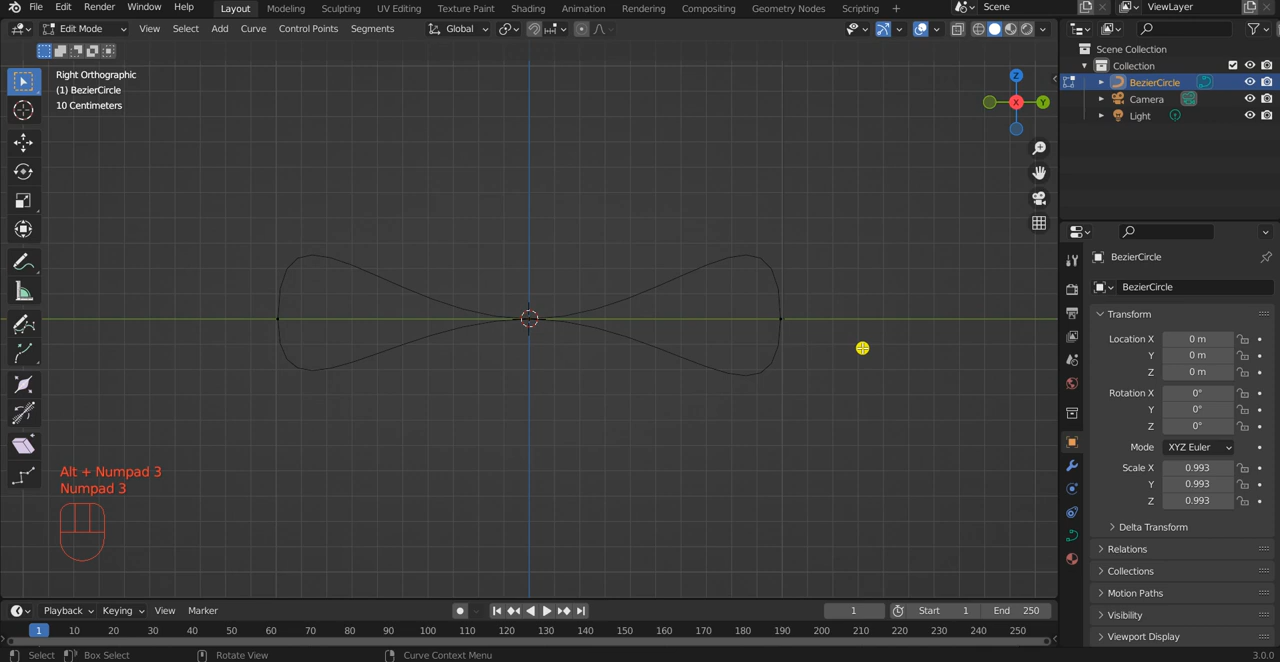 File Edit Render Window Help Layout Modeling Sculpting UV Editing Texture Paint Shading Animation Rendering Compositing Geometry Nodes Scripting + Scene ViewLayer
Edit Mode View Select Add Curve Control Points Segments Global
Right Orthographic
(1) BezierCircle
10 Centimeters
Z
X
Y
Alt + Numpad 3
Numpad 3
Scene Collection
Collection
BezierCircle
Camera
Light
BezierCircle
BezierCircle
Transform
Location X 0 m
Y 0 m
Z 0 m
Rotation X 0°
Y 0°
Z 0°
Mode XYZ Euler
Scale X 0.993
Y 0.993
Z 0.993
Delta Transform
Relations
Collections
Motion Paths
Visibility
Viewport Display
Playback Keying View Marker 1 Start 1 End 250
1 10 20 30 40 50 60 70 80 90 100 110 120 130 140 150 160 170 180 190 200 210 220 230 240 250
Select Box Select Rotate View Curve Context Menu 3.0.0